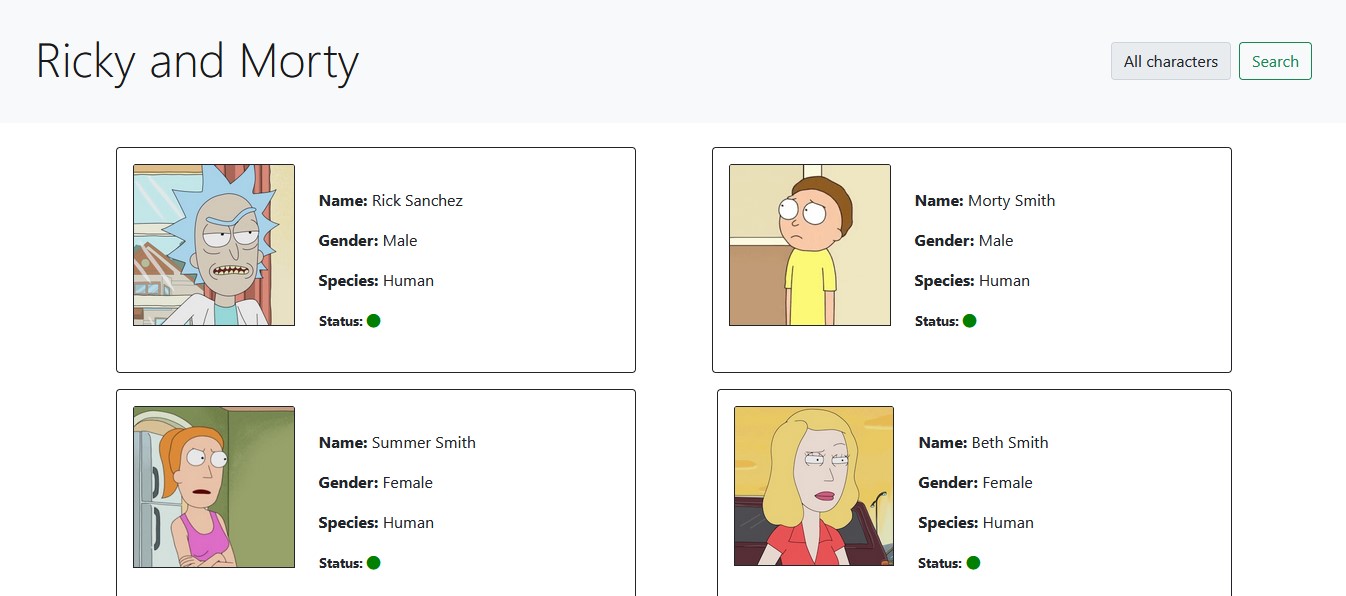 Ricky and Morty
All characters
Search
Name: Rick Sanchez
Gender: Male
Species: Human
Status:
Name: Morty Smith
Gender: Male
Species: Human
Status:
Name: Summer Smith
Gender: Female
Species: Human
Status:
Name: Beth Smith
Gender: Female
Species: Human
Status: